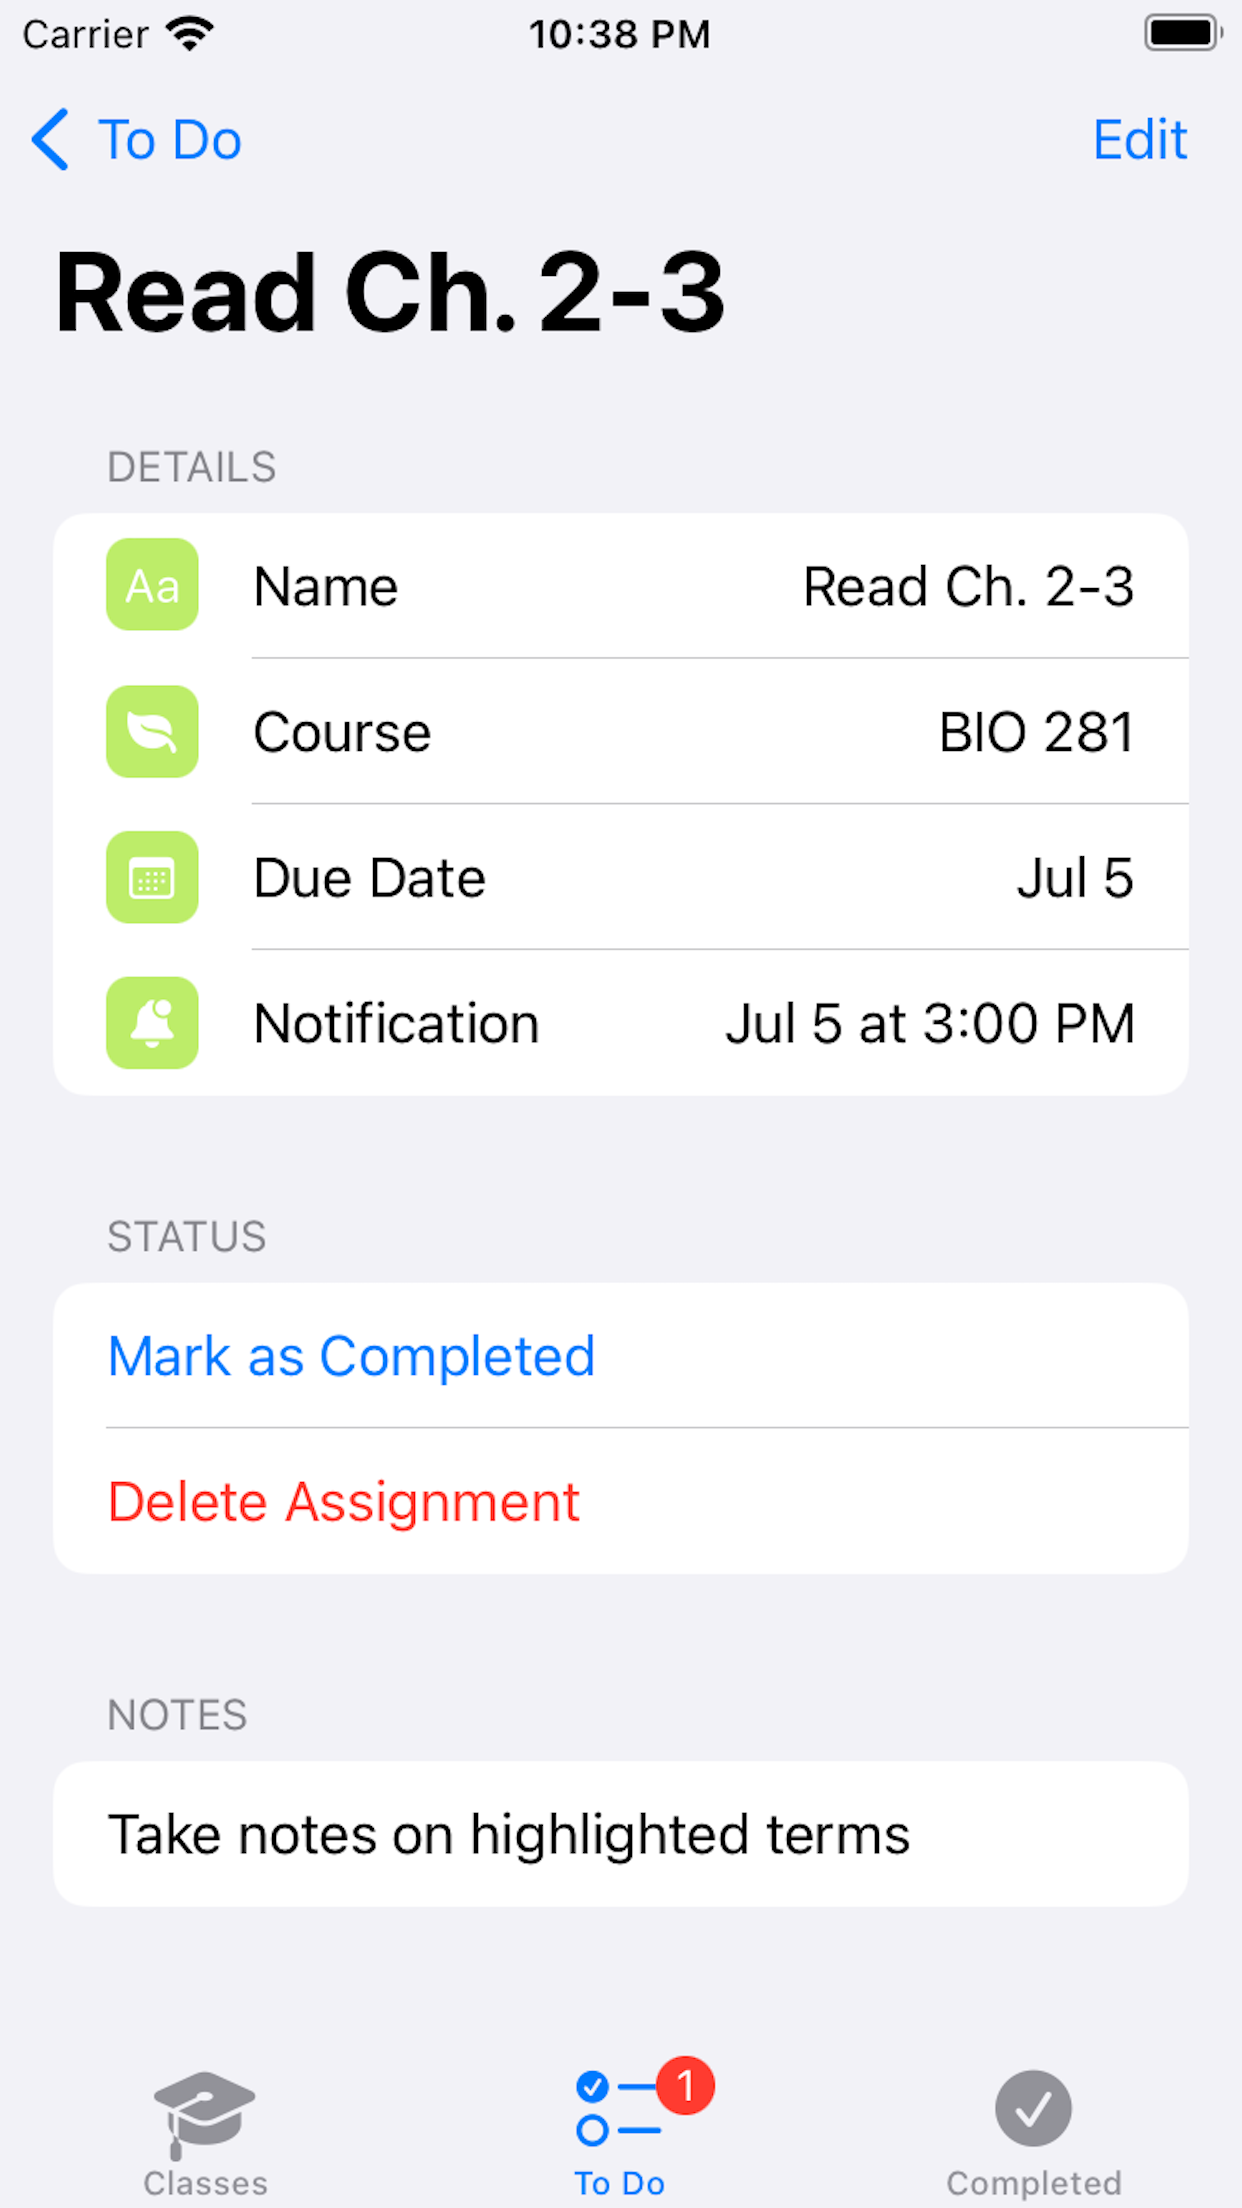 Carrier 10:38 PM
To Do Edit
Read Ch. 2-3
DETAILS
Aa Name Read Ch. 2-3
Course BIO 281
Due Date Jul 5
Notification Jul 5 at 3:00 PM
STATUS
Mark as Completed
Delete Assignment
NOTES
Take notes on highlighted terms
1
Classes To Do Completed